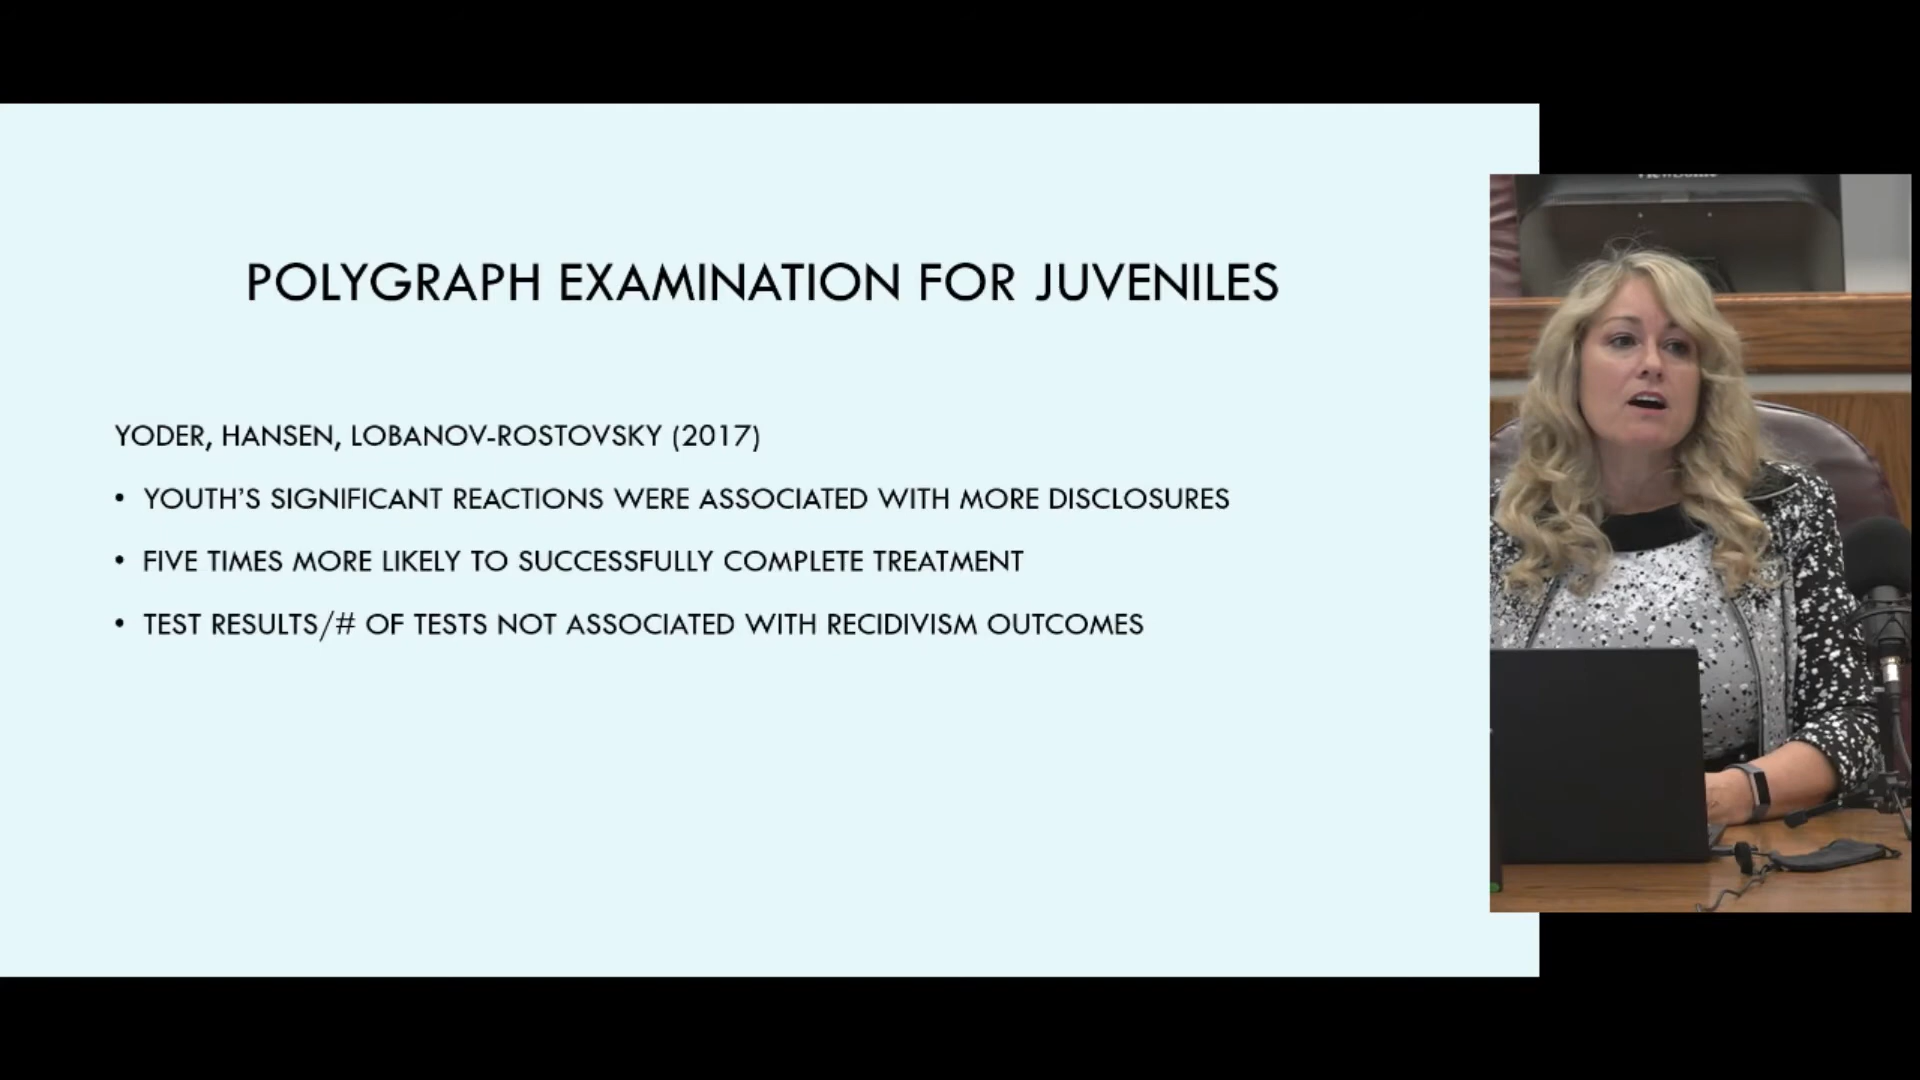 POLYGRAPH EXAMINATION FOR JUVENILES
YODER, HANSEN, LOBANOV-ROSTOVSKY (2017)
• YOUTH'S SIGNIFICANT REACTIONS WERE ASSOCIATED WITH MORE DISCLOSURES
• FIVE TIMES MORE LIKELY TO SUCCESSFULLY COMPLETE TREATMENT
• TEST RESULTS/# OF TESTS NOT ASSOCIATED WITH RECIDIVISM OUTCOMES